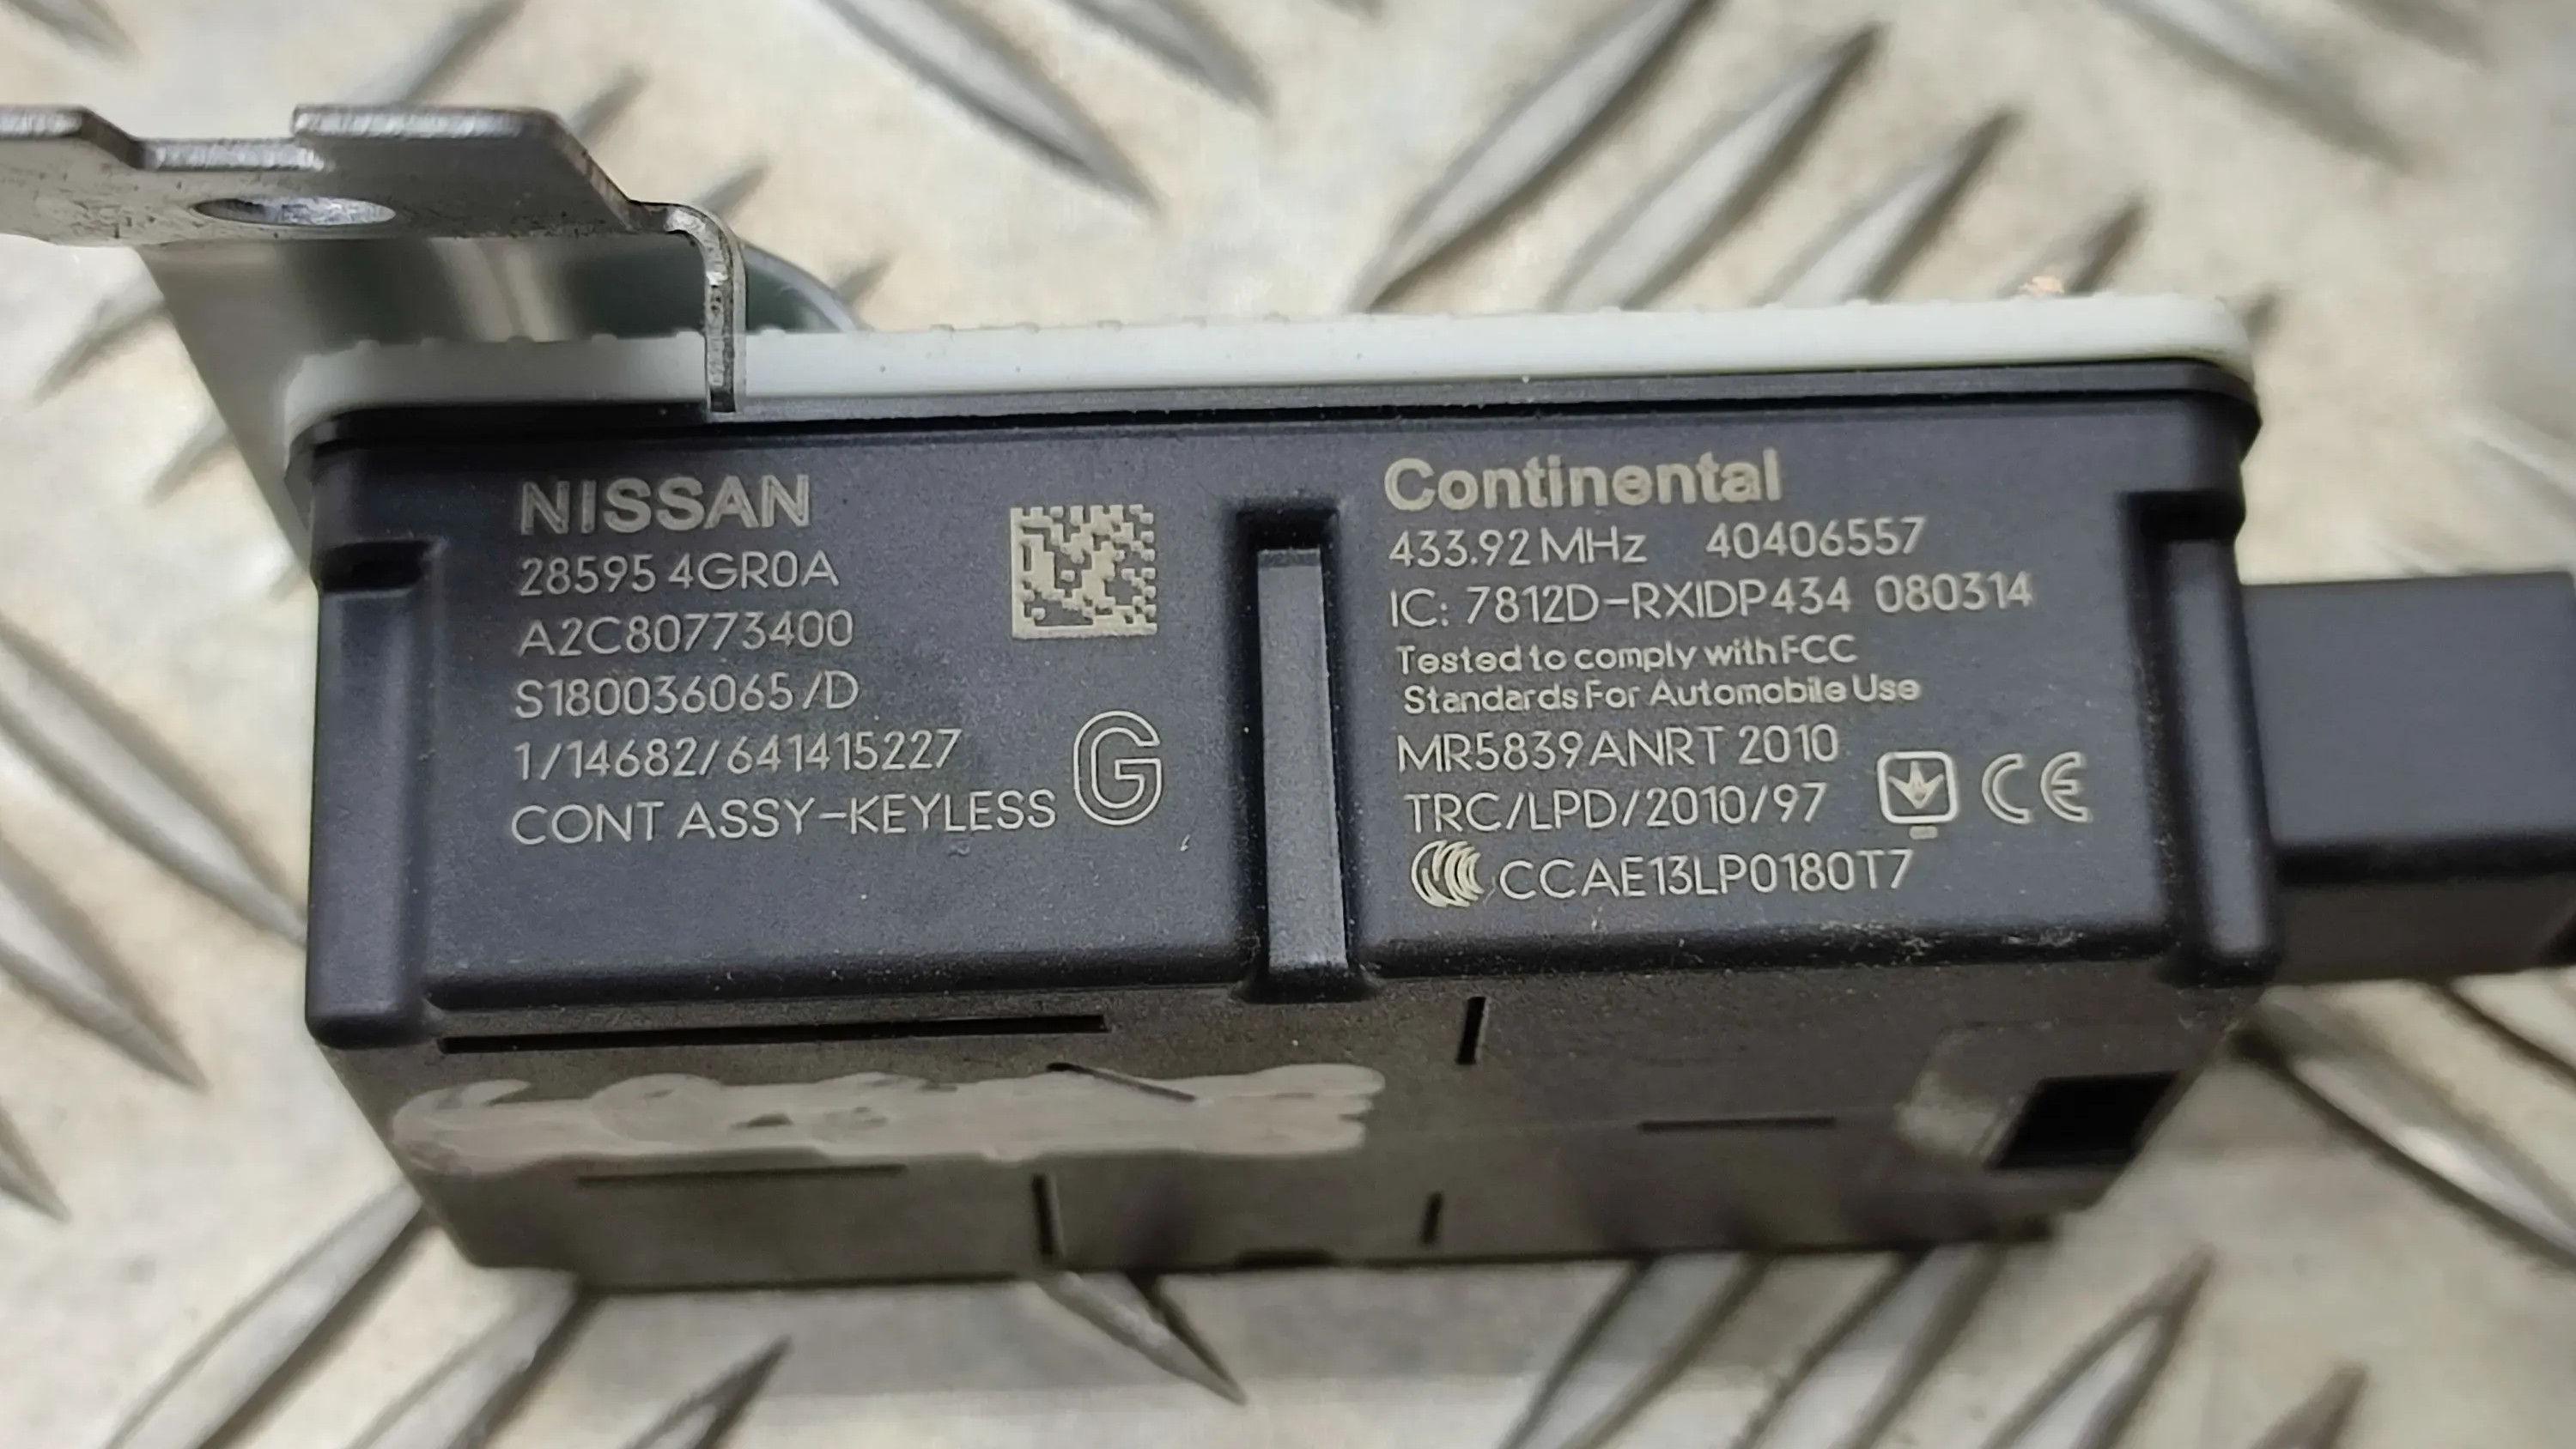 NISSAN
28595 4GR0A
A2C80773400
S180036065/D
1/14682/641415227
CONT ASSY-KEYLESS
G
Continental
433.92 MHz 40406557
IC: 7812D-RXIDP434 080314
Tested to comply with FCC
Standards For Automobile Use
MR5839ANRT 2010
TRC/LPD/2010/97 CE
CCAE13LP0180T7